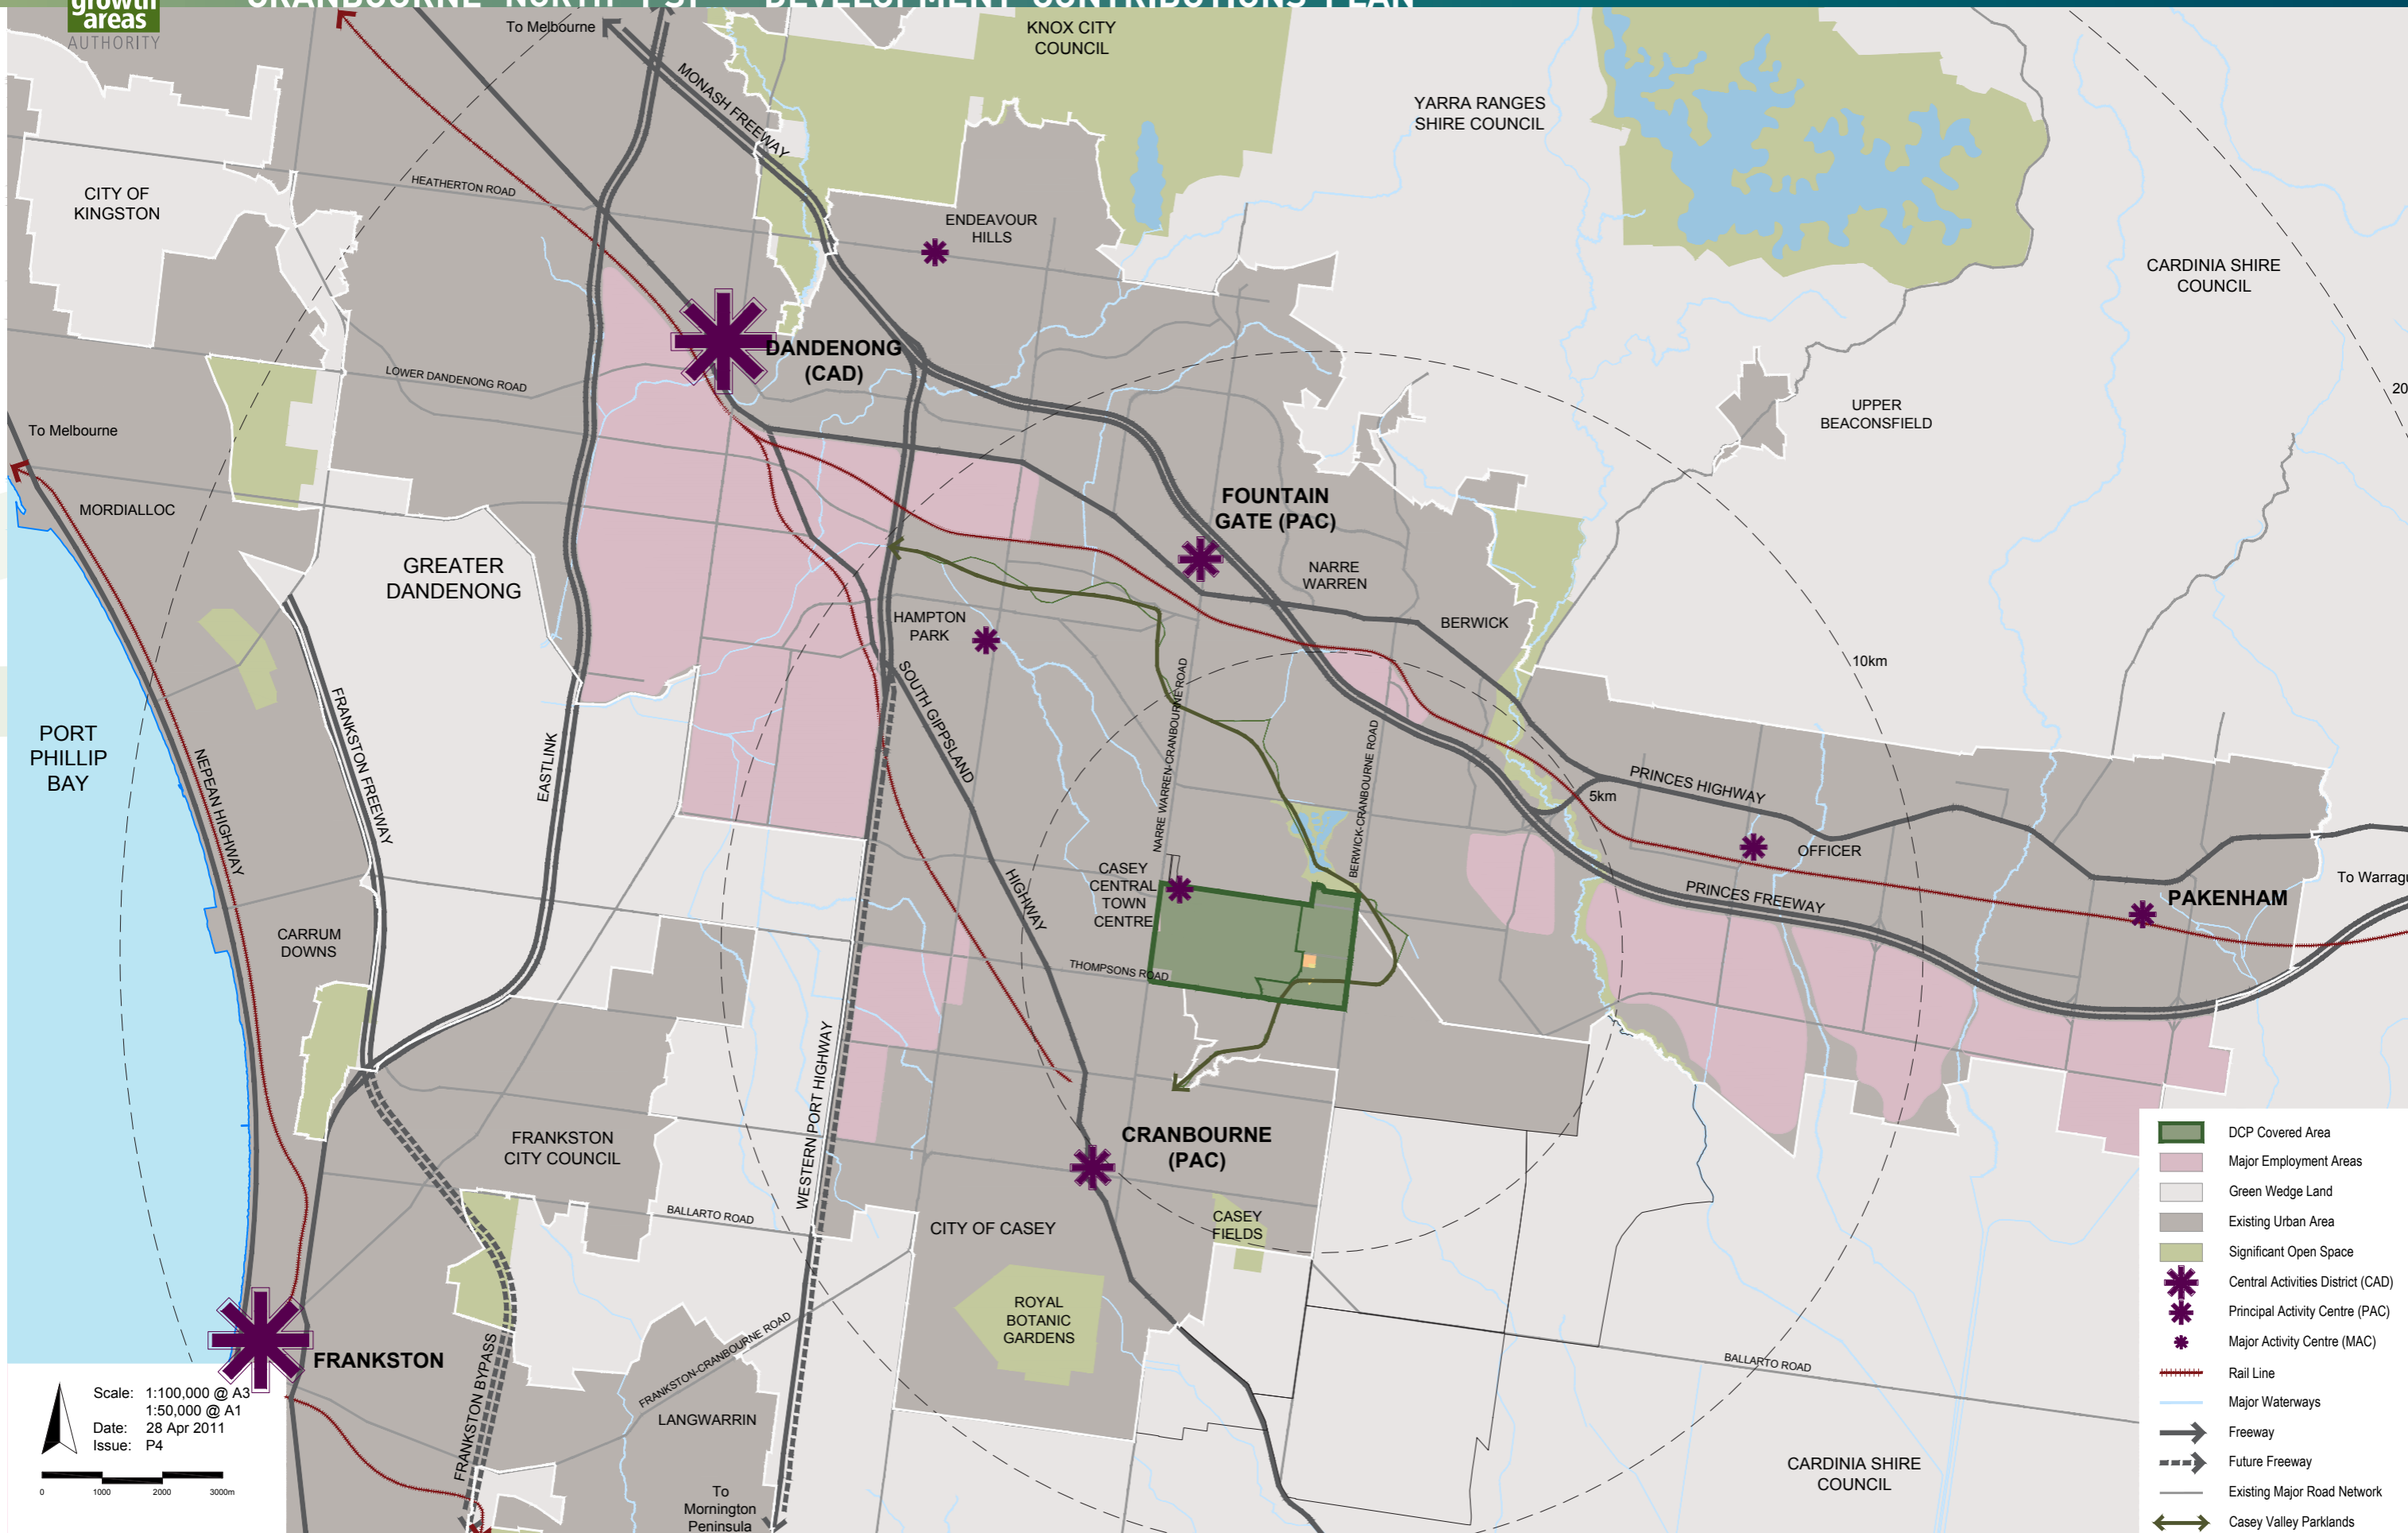 growth
areas
AUTHORITY
To Melbourne
KNOX CITY
COUNCIL
MONASH FREEWAY
YARRA RANGES
SHIRE COUNCIL
CITY OF
KINGSTON
HEATHERTON ROAD
ENDEAVOUR
HILLS
CARDINIA SHIRE
COUNCIL
DANDENONG
(CAD)
LOWER DANDENONG ROAD
20
UPPER
BEACONSFIELD
To Melbourne
MORDIALLOC
FOUNTAIN
GATE (PAC)
GREATER
DANDENONG
NARRE
WARREN
HAMPTON
PARK
BERWICK
10km
SOUTH GIPPSLAND
HIGHWAY
NARRE WARREN-CRANBOURNE ROAD
BERWICK-CRANBOURNE ROAD
FRANKSTON FREEWAY
PORT
PHILLIP
BAY
NEPEAN HIGHWAY
EASTLINK
PRINCES HIGHWAY
5km
OFFICER
CASEY
CENTRAL
TOWN
CENTRE
PRINCES FREEWAY
PAKENHAM
To Warragu
CARRUM
DOWNS
THOMPSONS ROAD
WESTERN PORT HIGHWAY
FRANKSTON
CITY COUNCIL
CRANBOURNE
(PAC)
BALLARTO ROAD
CITY OF CASEY
CASEY
FIELDS
ROYAL
BOTANIC
GARDENS
FRANKSTON
FRANKSTON BYPASS
FRANKSTON-CRANBOURNE ROAD
LANGWARRIN
BALLARTO ROAD
To
Mornington
Peninsula
CARDINIA SHIRE
COUNCIL
Scale: 1:100,000 @ A3
1:50,000 @ A1
Date: 28 Apr 2011
Issue: P4
0 1000 2000 3000m
DCP Covered Area
Major Employment Areas
Green Wedge Land
Existing Urban Area
Significant Open Space
Central Activities District (CAD)
Principal Activity Centre (PAC)
Major Activity Centre (MAC)
Rail Line
Major Waterways
Freeway
Future Freeway
Existing Major Road Network
Casey Valley Parklands